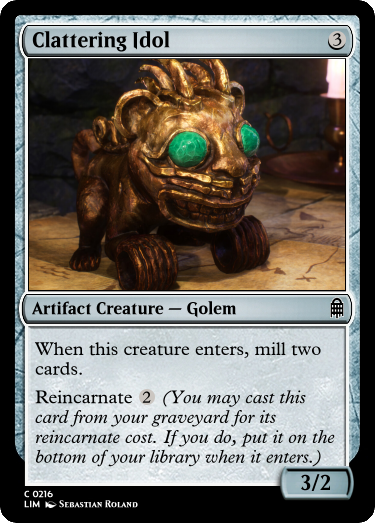 Clattering Idol 3
Artifact Creature — Golem
When this creature enters, mill two
cards.
Reincarnate 2 (You may cast this
card from your graveyard for its
reincarnate cost. If you do, put it on the
bottom of your library when it enters.)
3/2
C 0216
LIM Sebastian Roland